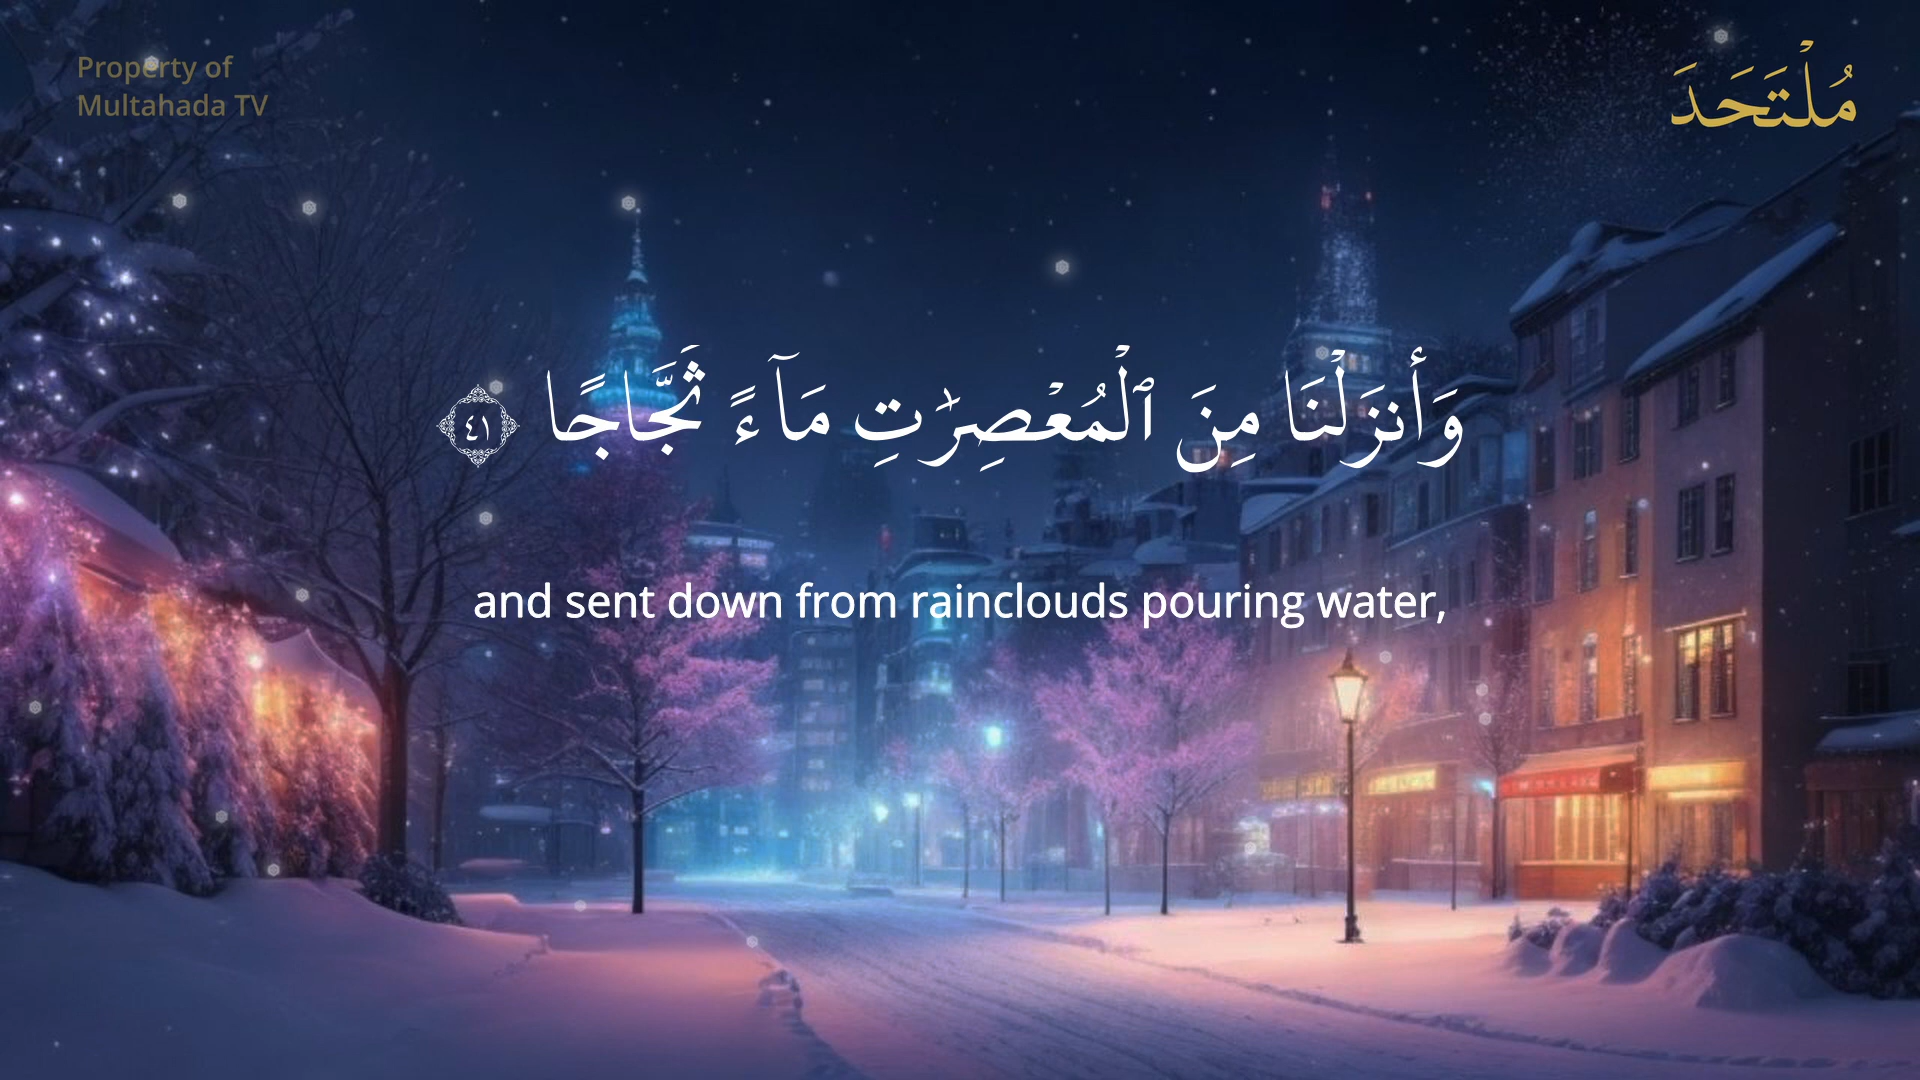 Property of
Multahada TV
مُلْتَحَدَ
وَأَنزَلْنَا مِنَ ٱلْمُعْصِرَٰتِ مَآءً ثَجَّاجًا ٤١
and sent down from rainclouds pouring water,